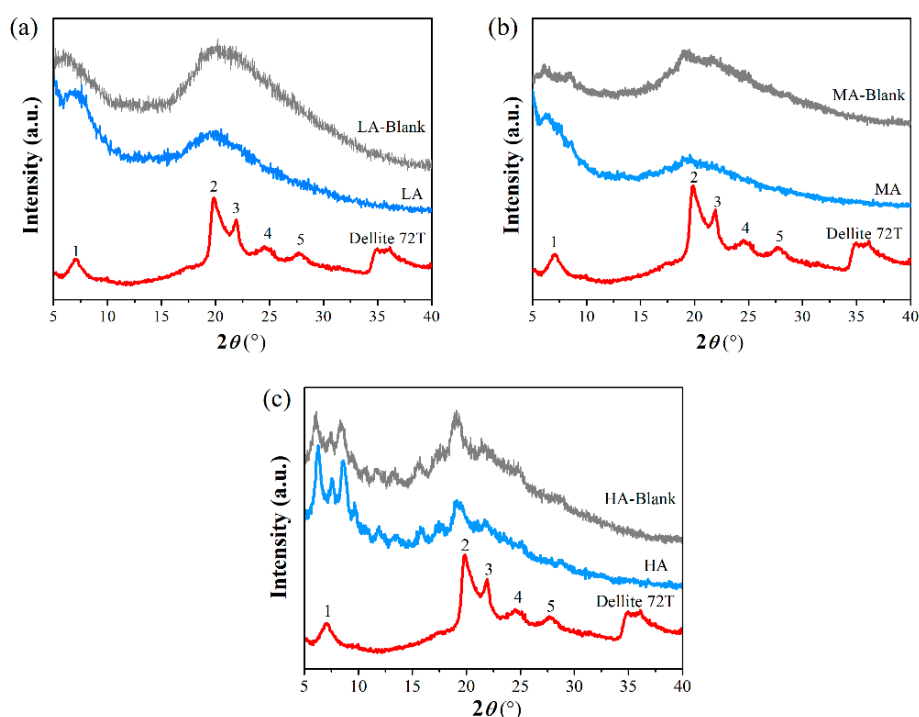 (a)
Intensity (a.u.)
LA-Blank
LA
Dellite 72T
1
2
3
4
5
5 10 15 20 25 30 35 40
2θ (°)
(b)
Intensity (a.u.)
MA-Blank
MA
Dellite 72T
1
2
3
4
5
5 10 15 20 25 30 35 40
2θ (°)
(c)
Intensity (a.u.)
HA-Blank
HA
Dellite 72T
1
2
3
4
5
5 10 15 20 25 30 35 40
2θ (°)